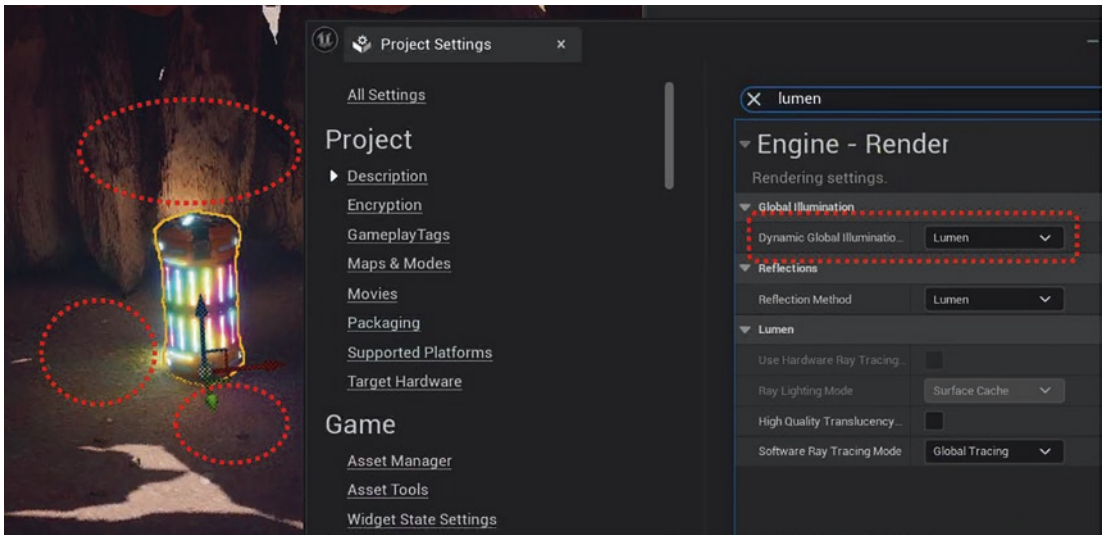 Project Settings ×
All Settings
Project
Description
Encryption
GameplayTags
Maps & Modes
Movies
Packaging
Supported Platforms
Target Hardware
Game
Asset Manager
Asset Tools
Widget State Settings
lumen
Engine - Render
Rendering settings.
Global Illumination
Dynamic Global Illuminatio... Lumen
Reflections
Reflection Method Lumen
Lumen
Use Hardware Ray Tracing...
Ray Lighting Mode Surface Cache
High Quality Translucency...
Software Ray Tracing Mode Global Tracing